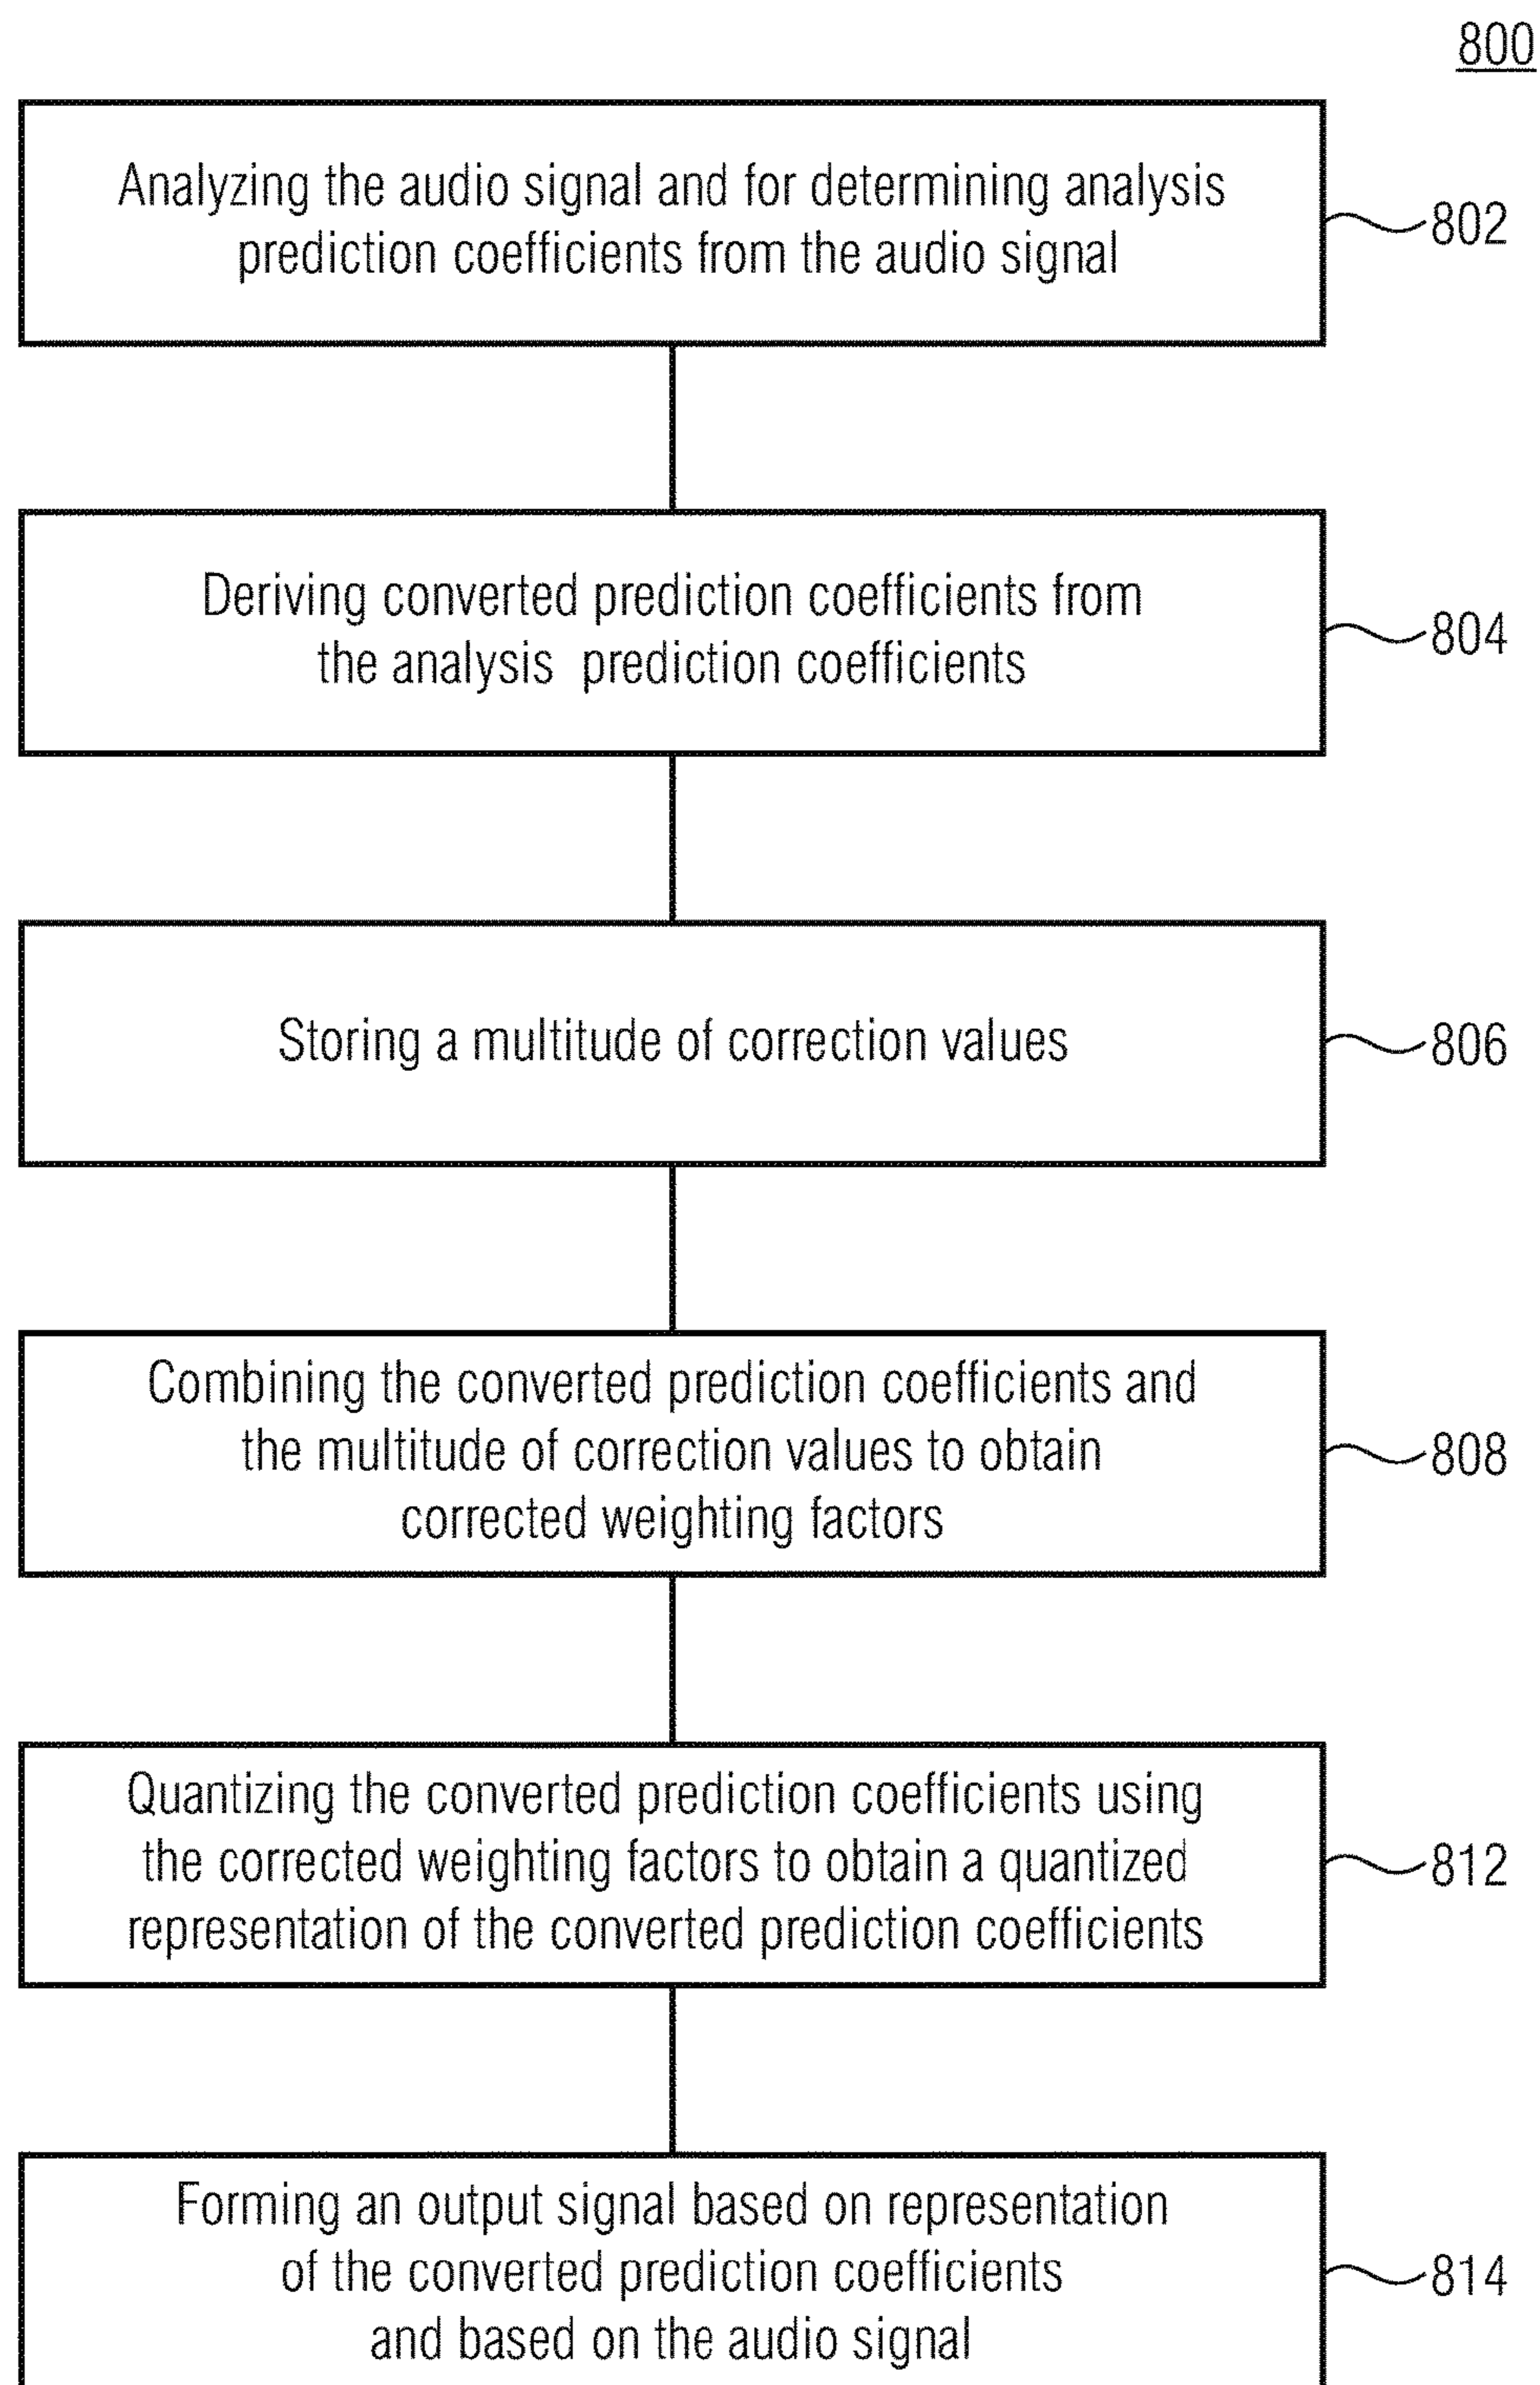 800
Analyzing the audio signal and for determining analysis
prediction coefficients from the audio signal
802
Deriving converted prediction coefficients from
the analysis prediction coefficients
804
Storing a multitude of correction values
806
Combining the converted prediction coefficients and
the multitude of correction values to obtain
corrected weighting factors
808
Quantizing the converted prediction coefficients using
the corrected weighting factors to obtain a quantized
representation of the converted prediction coefficients
812
Forming an output signal based on representation
of the converted prediction coefficients
and based on the audio signal
814